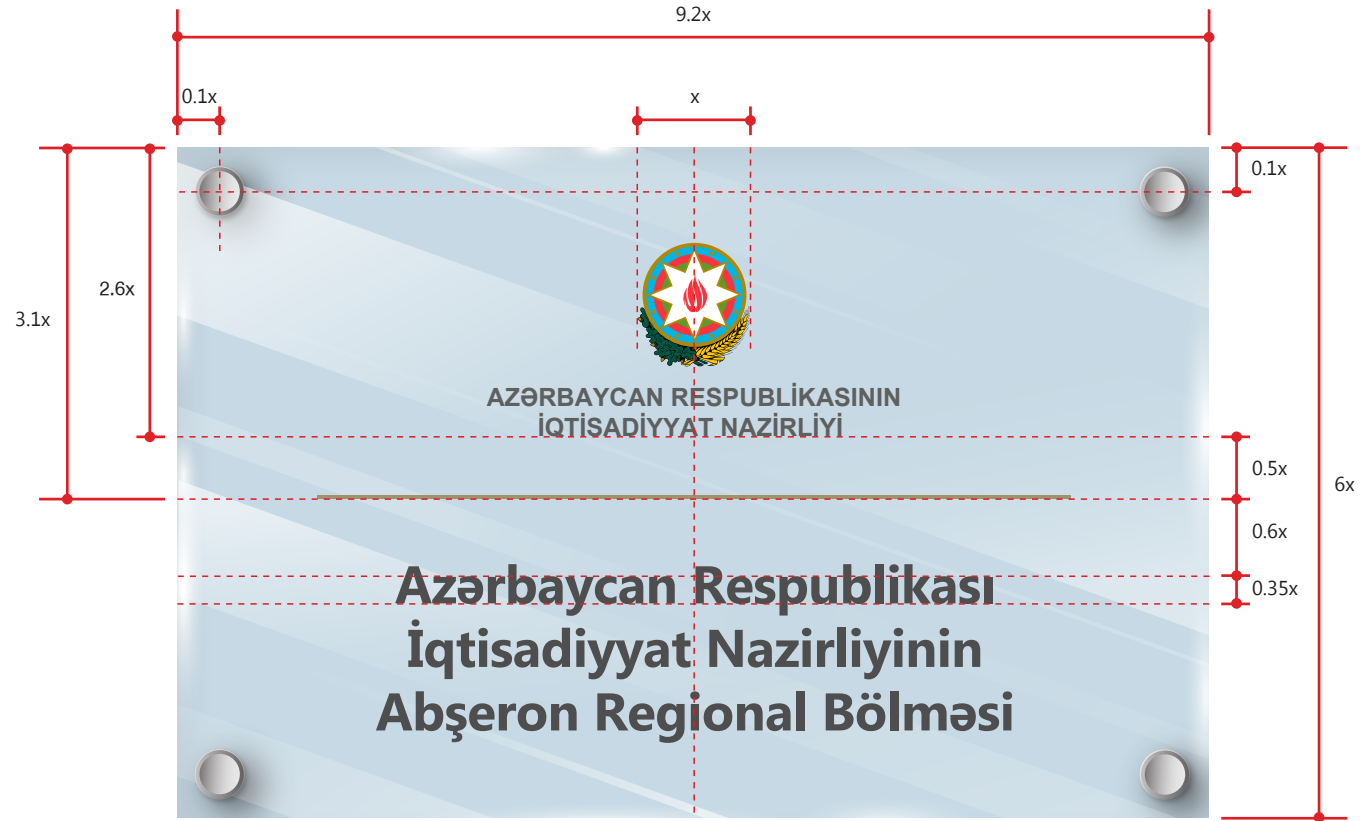 9.2x
0.1x
x
0.1x
2.6x
3.1x
AZƏRBAYCAN RESPUBLİKASININ
İQTİSADİYYAT NAZİRLİYİ
0.5x
6x
0.6x
0.35x
Azərbaycan Respublikası
İqtisadiyyat Nazirliyinin
Abşeron Regional Bölməsi